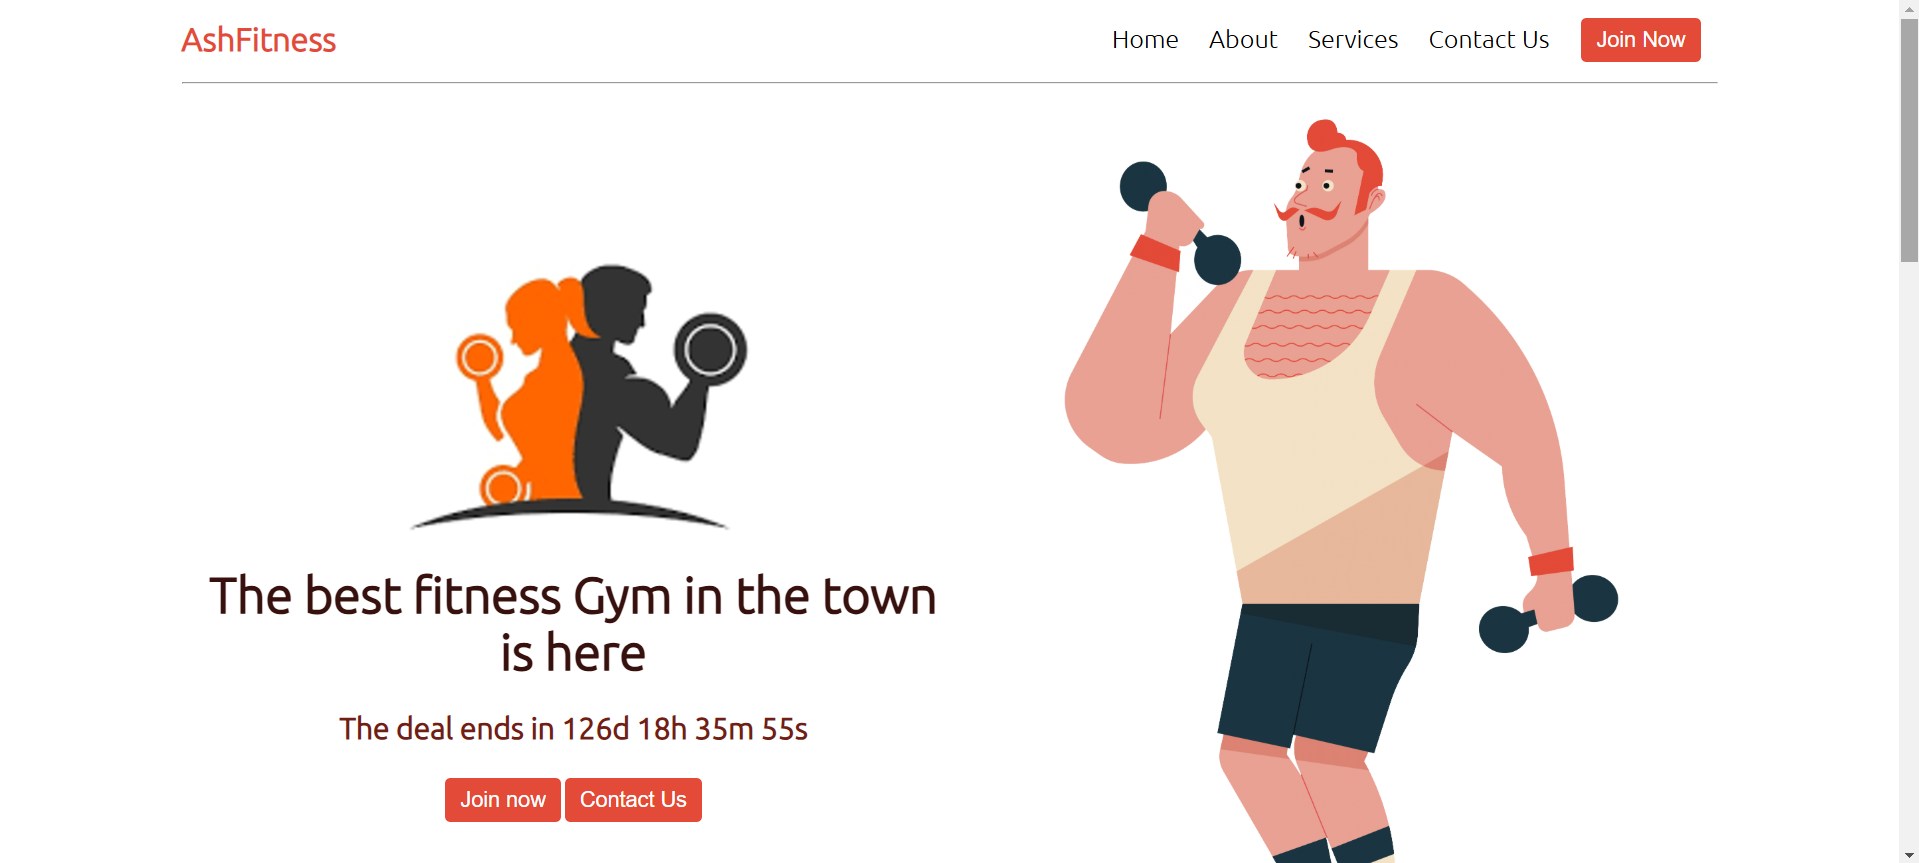 AshFitness
Home About Services Contact Us Join Now
The best fitness Gym in the town
is here
The deal ends in 126d 18h 35m 55s
Join now Contact Us